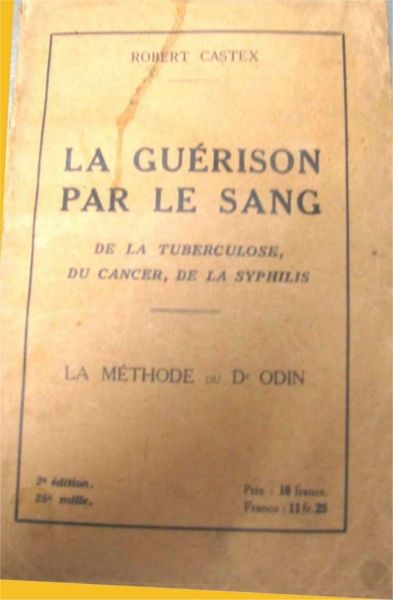 ROBERT CASTEX
LA GUÉRISON
PAR LE SANG
DE LA TUBERCULOSE,
DU CANCER, DE LA SYPHILIS
LA MÉTHODE DU Dr ODIN
2e édition.
25e mille.
Prix : 10 francs.
Franco : 11 fr. 25